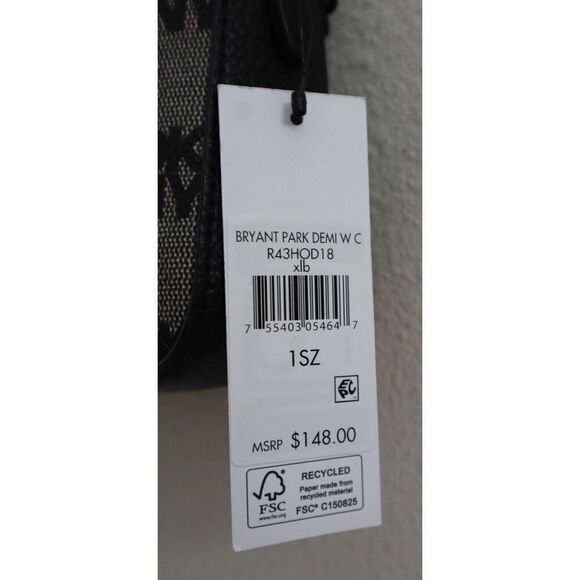 BRYANT PARK DEMI W C
R43HOD18
xlb
7 55403 05464 7
1SZ
EPC
MSRP $148.00
FSC
www.fsc.org
RECYCLED
Paper made from
recycled material
FSC® C150825